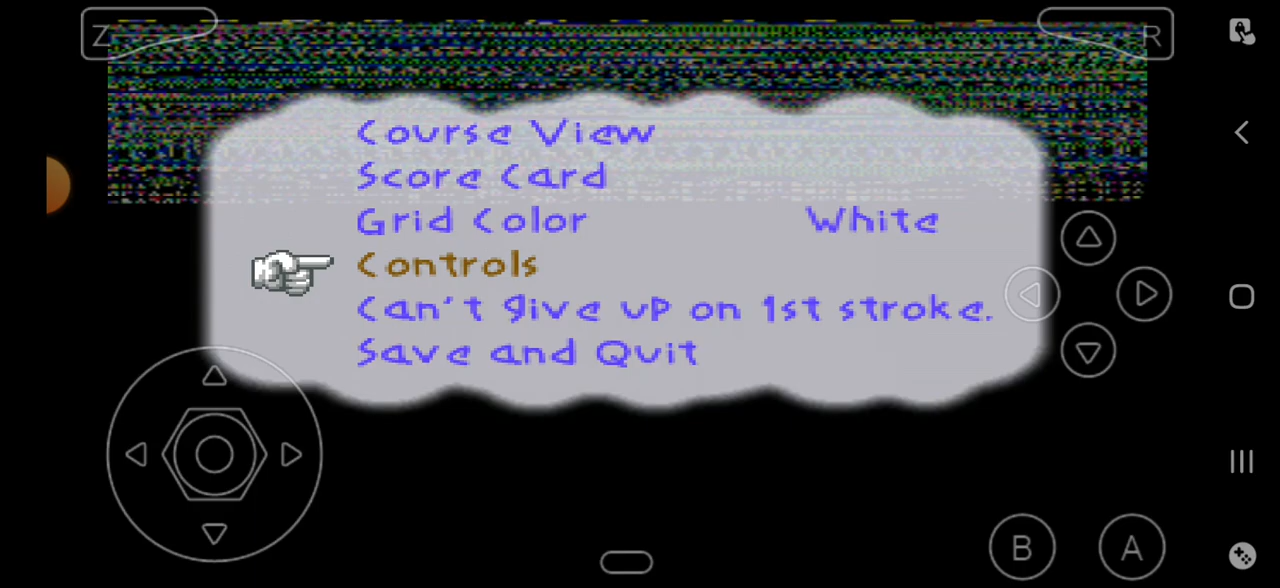 Z
R
Course View
Score Card
Grid Color White
Controls
Can't give up on 1st stroke.
Save and Quit
B
A